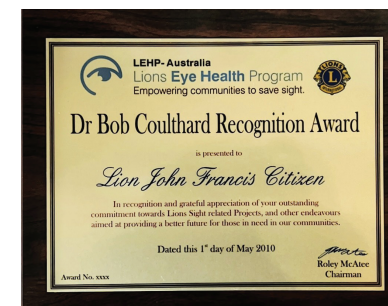 LEHP- Australia
Lions Eye Health Program
Empowering communities to save sight.
LIONS
L
Dr Bob Coulthard Recognition Award
is presented to
Lion John Francis Citizen
In recognition and grateful appreciation of your outstanding
commitment towards Lions Sight related Projects, and other endeavours
aimed at providing a better future for those in need in our communities.
Dated this 1st day of May 2010
Roley McAtee
Chairman
Award No. xxxx